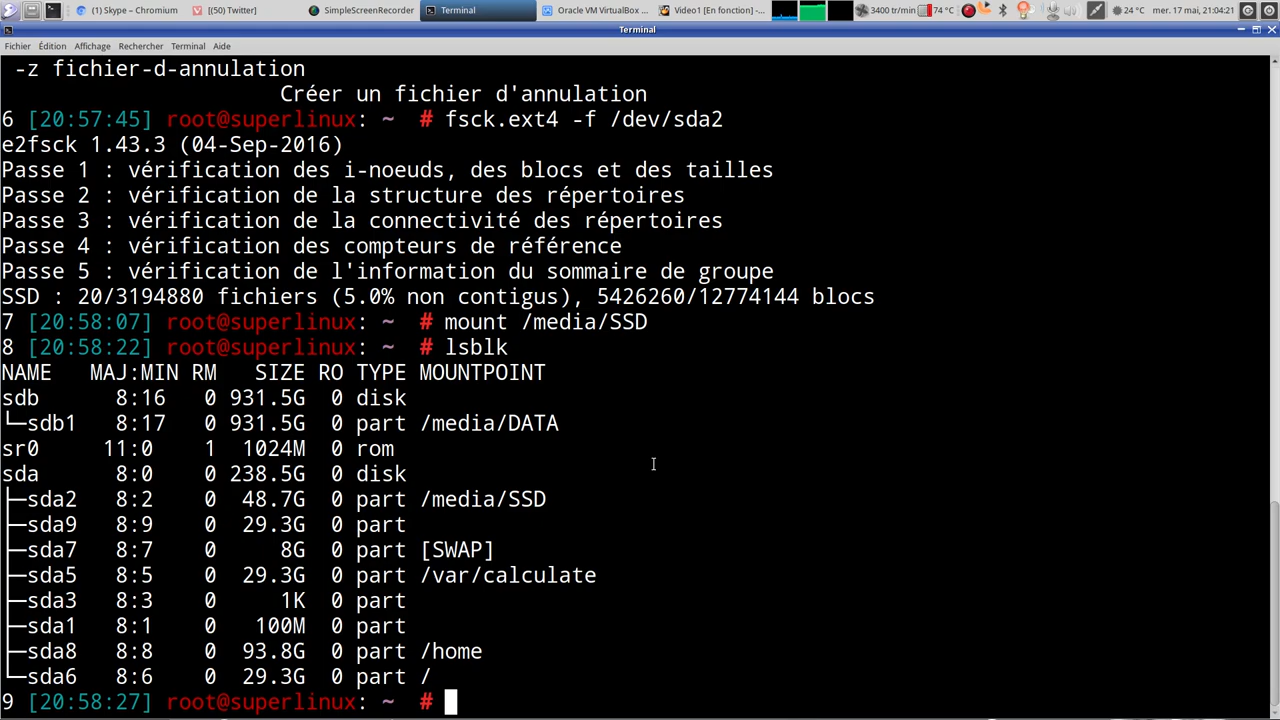 (1) Skype – Chromium
[(50) Twitter]
SimpleScreenRecorder
Terminal
Oracle VM VirtualBox ...
Video1 [En fonction] – ...
3400 tr/min
74 °C
24 °C
mer. 17 mai, 21:04:21
Terminal
Fichier Édition Affichage Rechercher Terminal Aide
-z fichier-d-annulation
Créer un fichier d'annulation
6 [20:57:45] root@superlinux: ~ # fsck.ext4 -f /dev/sda2
e2fsck 1.43.3 (04-Sep-2016)
Passe 1 : vérification des i-noeuds, des blocs et des tailles
Passe 2 : vérification de la structure des répertoires
Passe 3 : vérification de la connectivité des répertoires
Passe 4 : vérification des compteurs de référence
Passe 5 : vérification de l'information du sommaire de groupe
SSD : 20/3194880 fichiers (5.0% non contigus), 5426260/12774144 blocs
7 [20:58:07] root@superlinux: ~ # mount /media/SSD
8 [20:58:22] root@superlinux: ~ # lsblk
NAME MAJ:MIN RM SIZE RO TYPE MOUNTPOINT
sdb 8:16 0 931.5G 0 disk
└─sdb1 8:17 0 931.5G 0 part /media/DATA
sr0 11:0 1 1024M 0 rom
sda 8:0 0 238.5G 0 disk
├─sda2 8:2 0 48.7G 0 part /media/SSD
├─sda9 8:9 0 29.3G 0 part
├─sda7 8:7 0 8G 0 part [SWAP]
├─sda5 8:5 0 29.3G 0 part /var/calculate
├─sda3 8:3 0 1K 0 part
├─sda1 8:1 0 100M 0 part
├─sda8 8:8 0 93.8G 0 part /home
└─sda6 8:6 0 29.3G 0 part /
9 [20:58:27] root@superlinux: ~ #